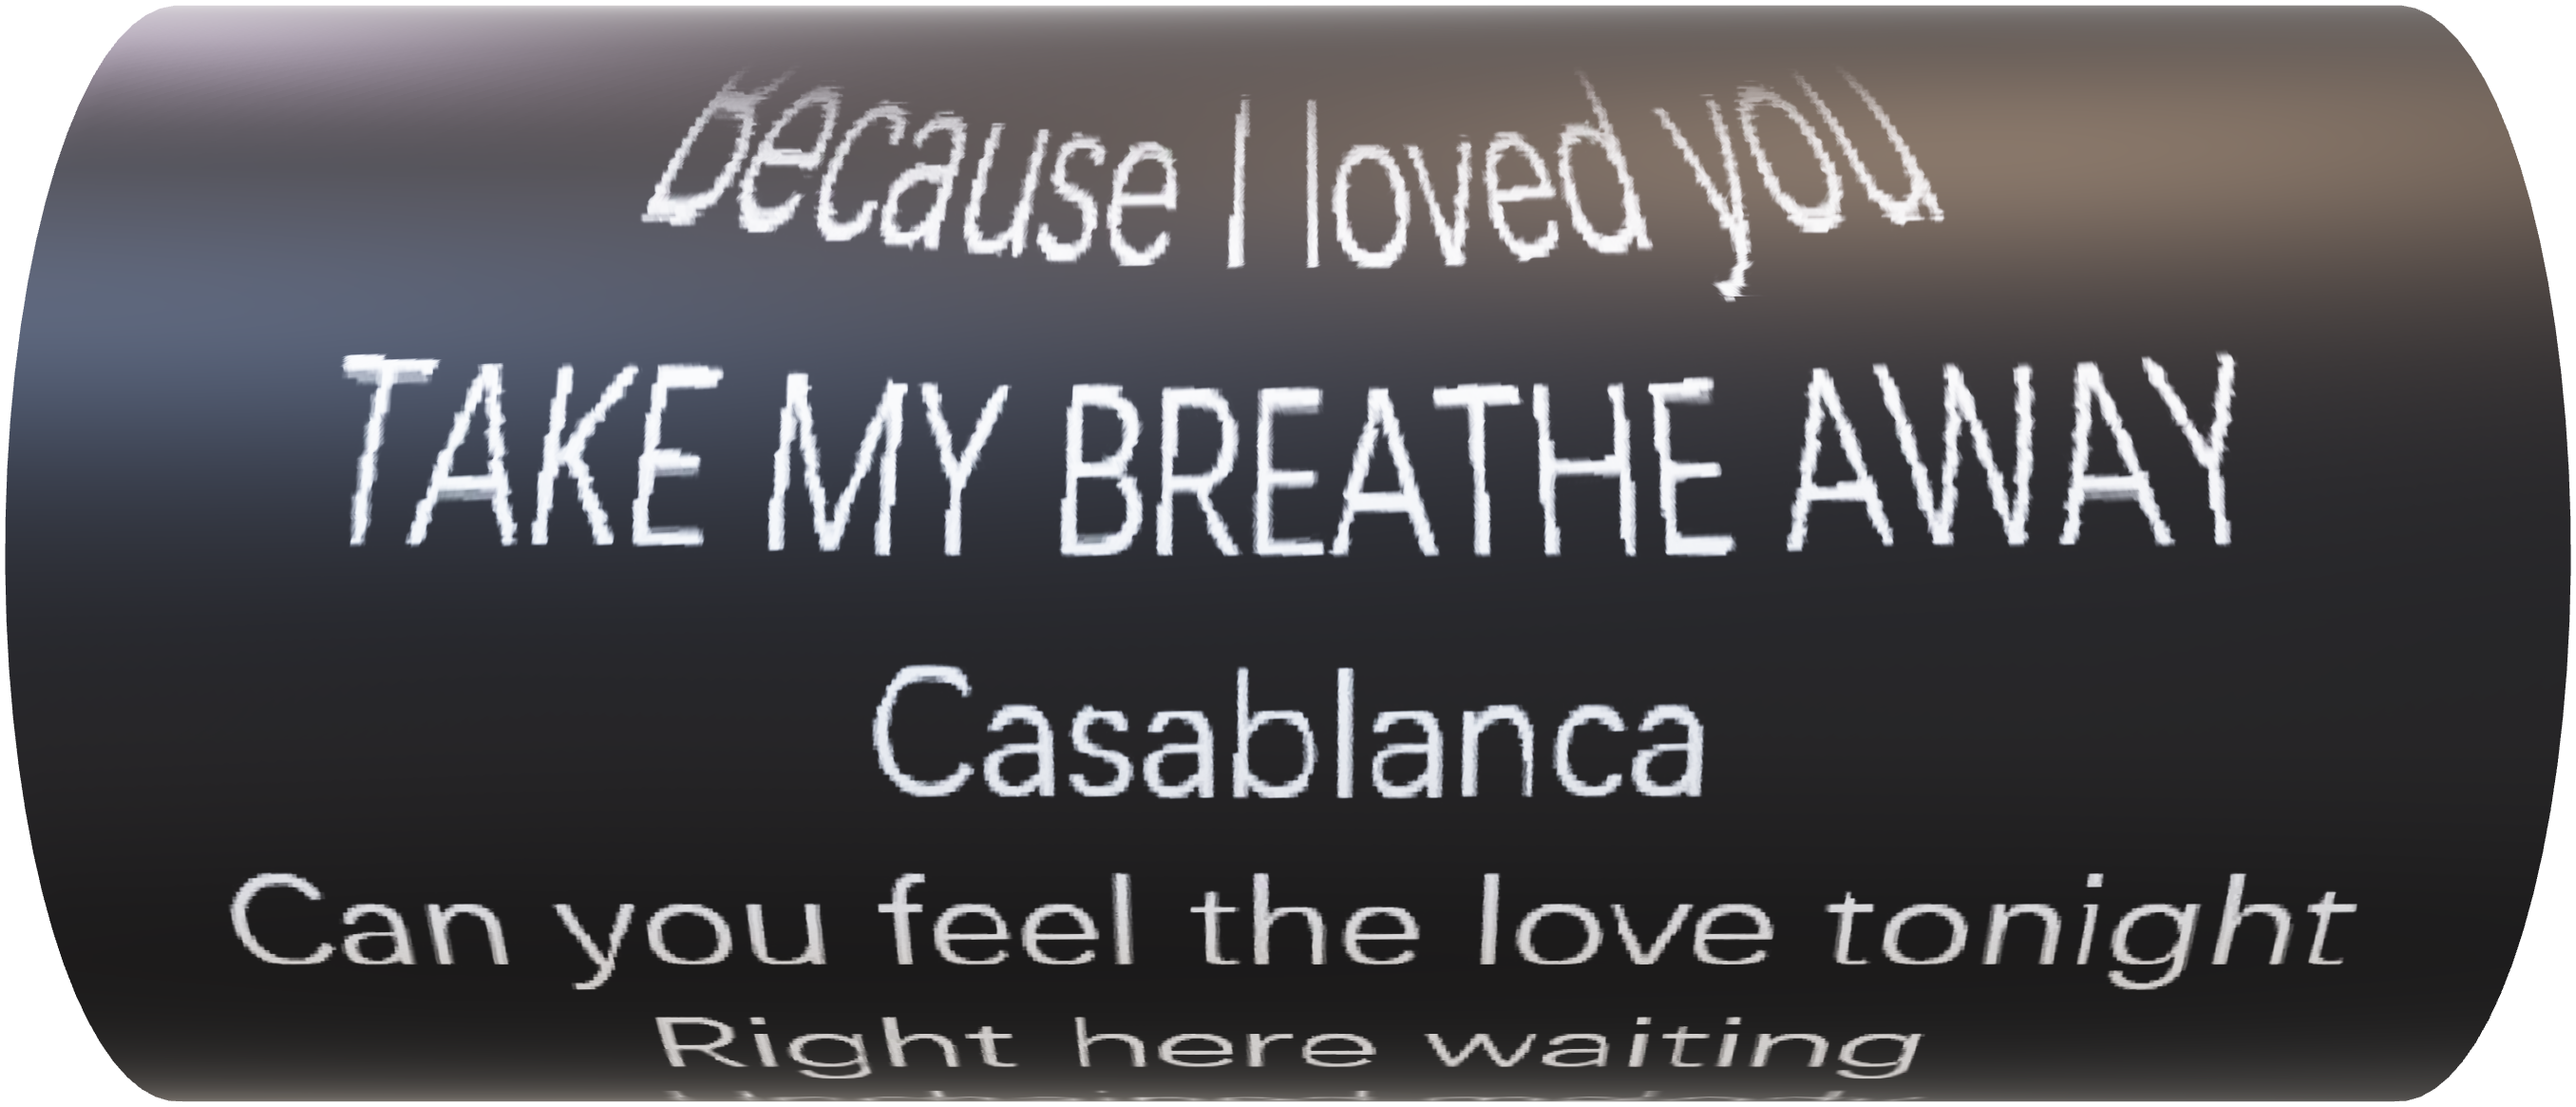 Because I loved you
TAKE MY BREATHE AWAY
Casablanca
Can you feel the love tonight
Right here waiting